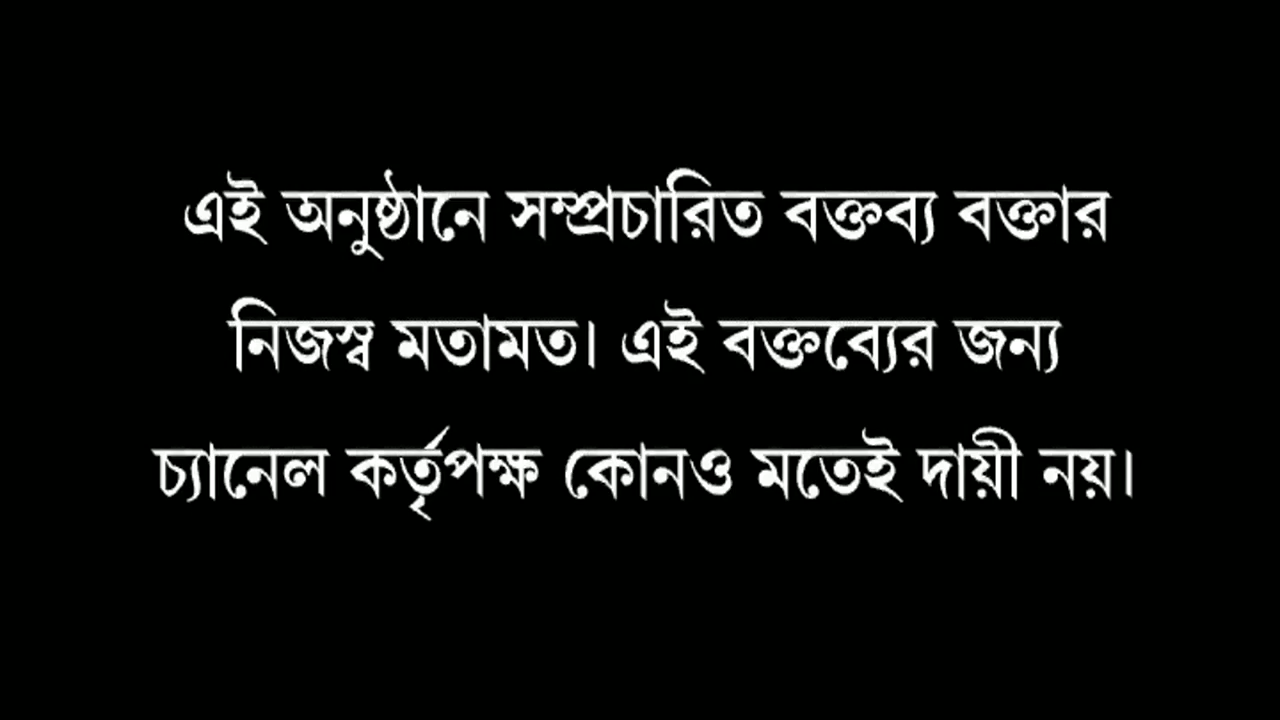 এই অনুষ্ঠানে সম্প্রচারিত বক্তব্য বক্তার
নিজস্ব মতামত। এই বক্তব্যের জন্য
চ্যানেল কর্তৃপক্ষ কোনও মতেই দায়ী নয়।